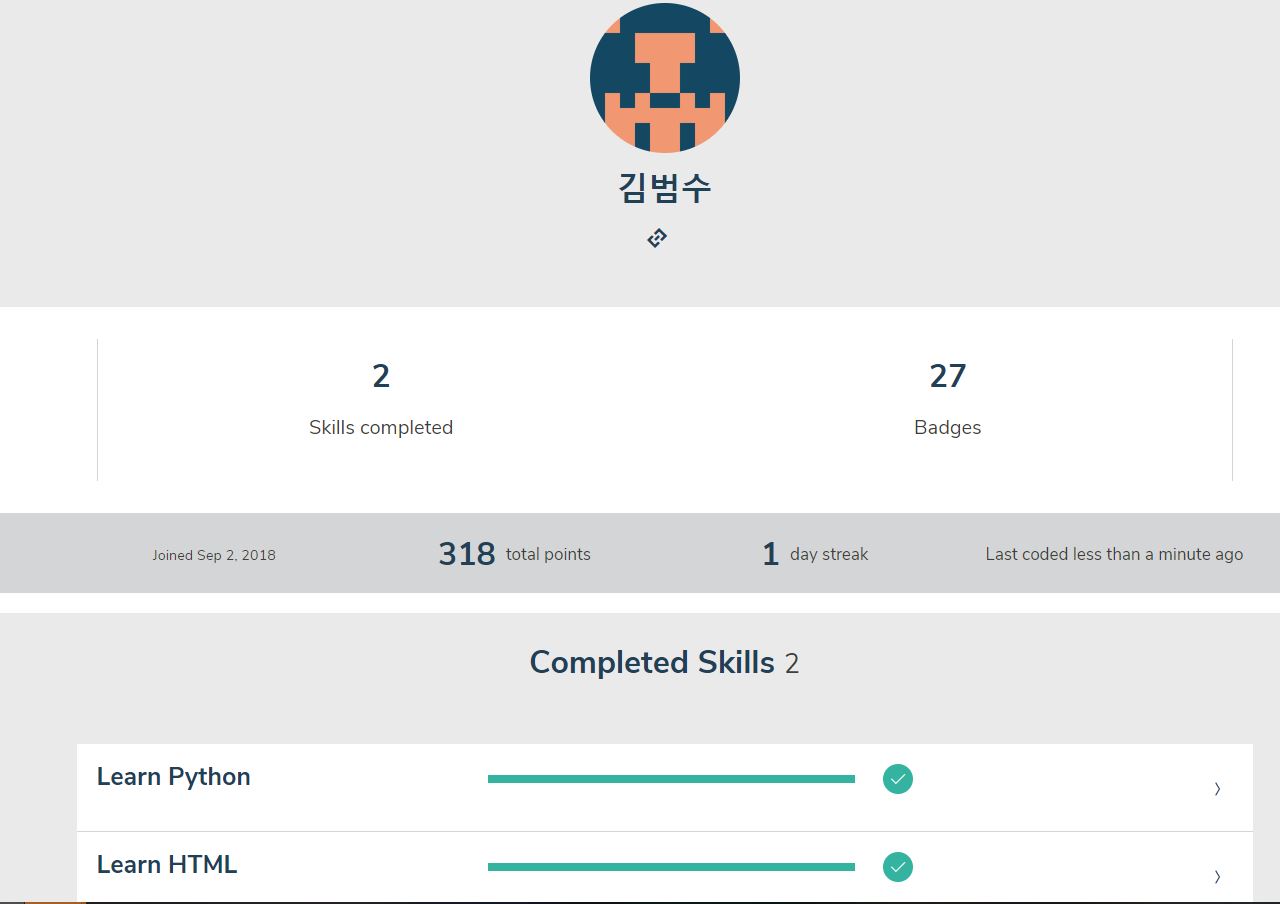 김범수
2
27
Skills completed
Badges
Joined Sep 2, 2018
318 total points
1 day streak
Last coded less than a minute ago
Completed Skills 2
Learn Python
Learn HTML